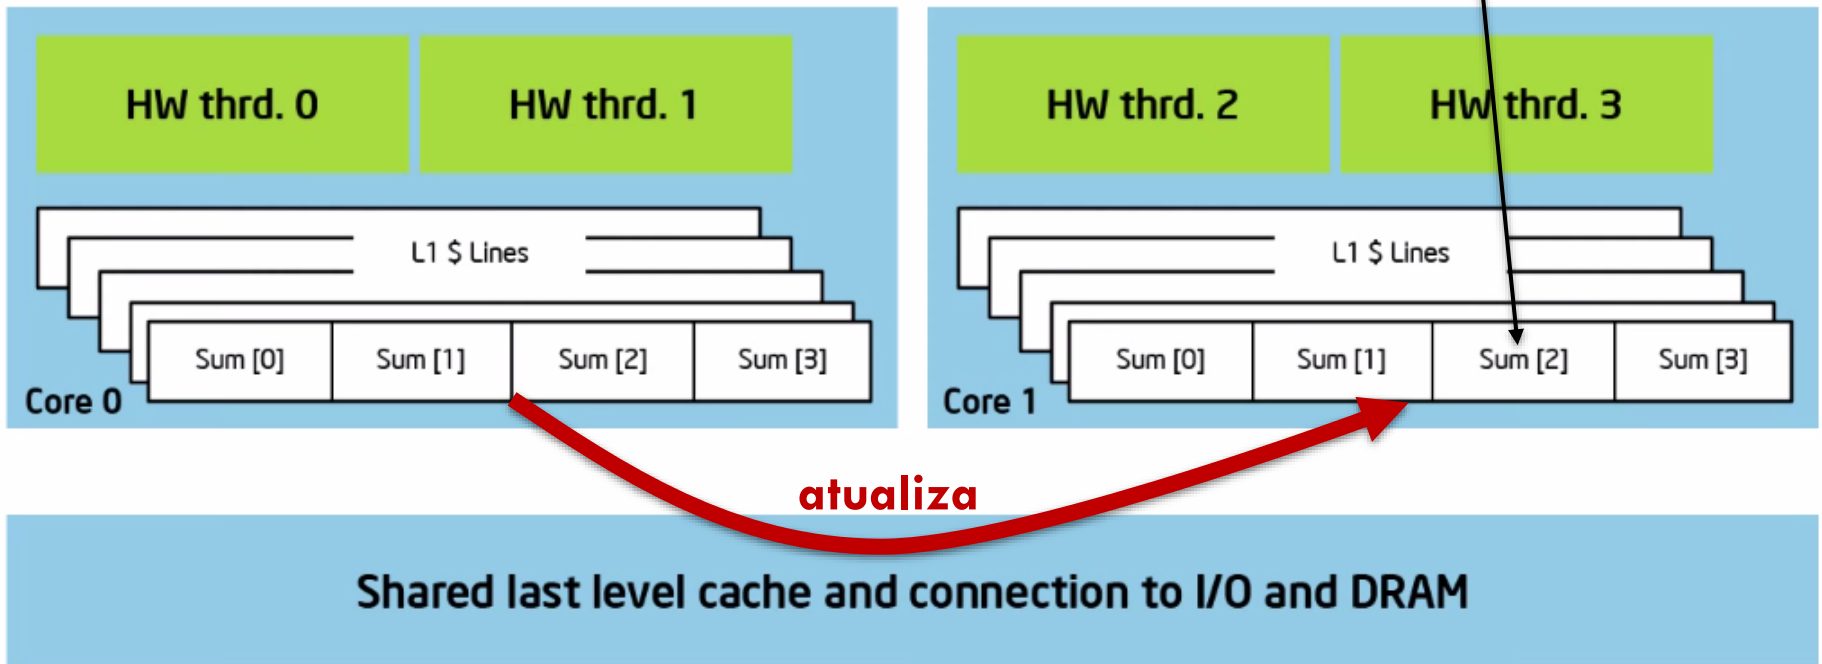 HW thrd. 0
HW thrd. 1
HW thrd. 2
HW thrd. 3
L1 $ Lines
L1 $ Lines
Sum [0]
Sum [1]
Sum [2]
Sum [3]
Core 0
Sum [0]
Sum [1]
Sum [2]
Sum [3]
Core 1
atualiza
Shared last level cache and connection to I/O and DRAM